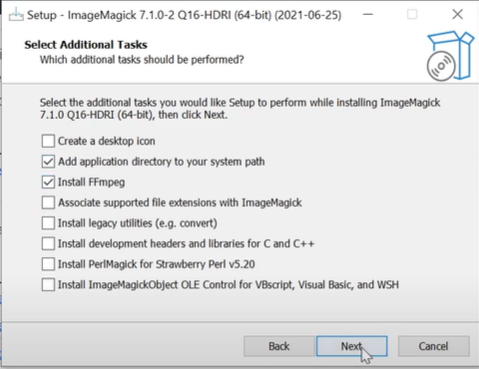 Setup - ImageMagick 7.1.0-2 Q16-HDRI (64-bit) (2021-06-25)
Select Additional Tasks
Which additional tasks should be performed?
Select the additional tasks you would like Setup to perform while installing ImageMagick
7.1.0 Q16-HDRI (64-bit), then click Next.
Create a desktop icon
Add application directory to your system path
Install FFmpeg
Associate supported file extensions with ImageMagick
Install legacy utilities (e.g. convert)
Install development headers and libraries for C and C++
Install PerlMagick for Strawberry Perl v5.20
Install ImageMagickObject OLE Control for VBscript, Visual Basic, and WSH
Back Next Cancel